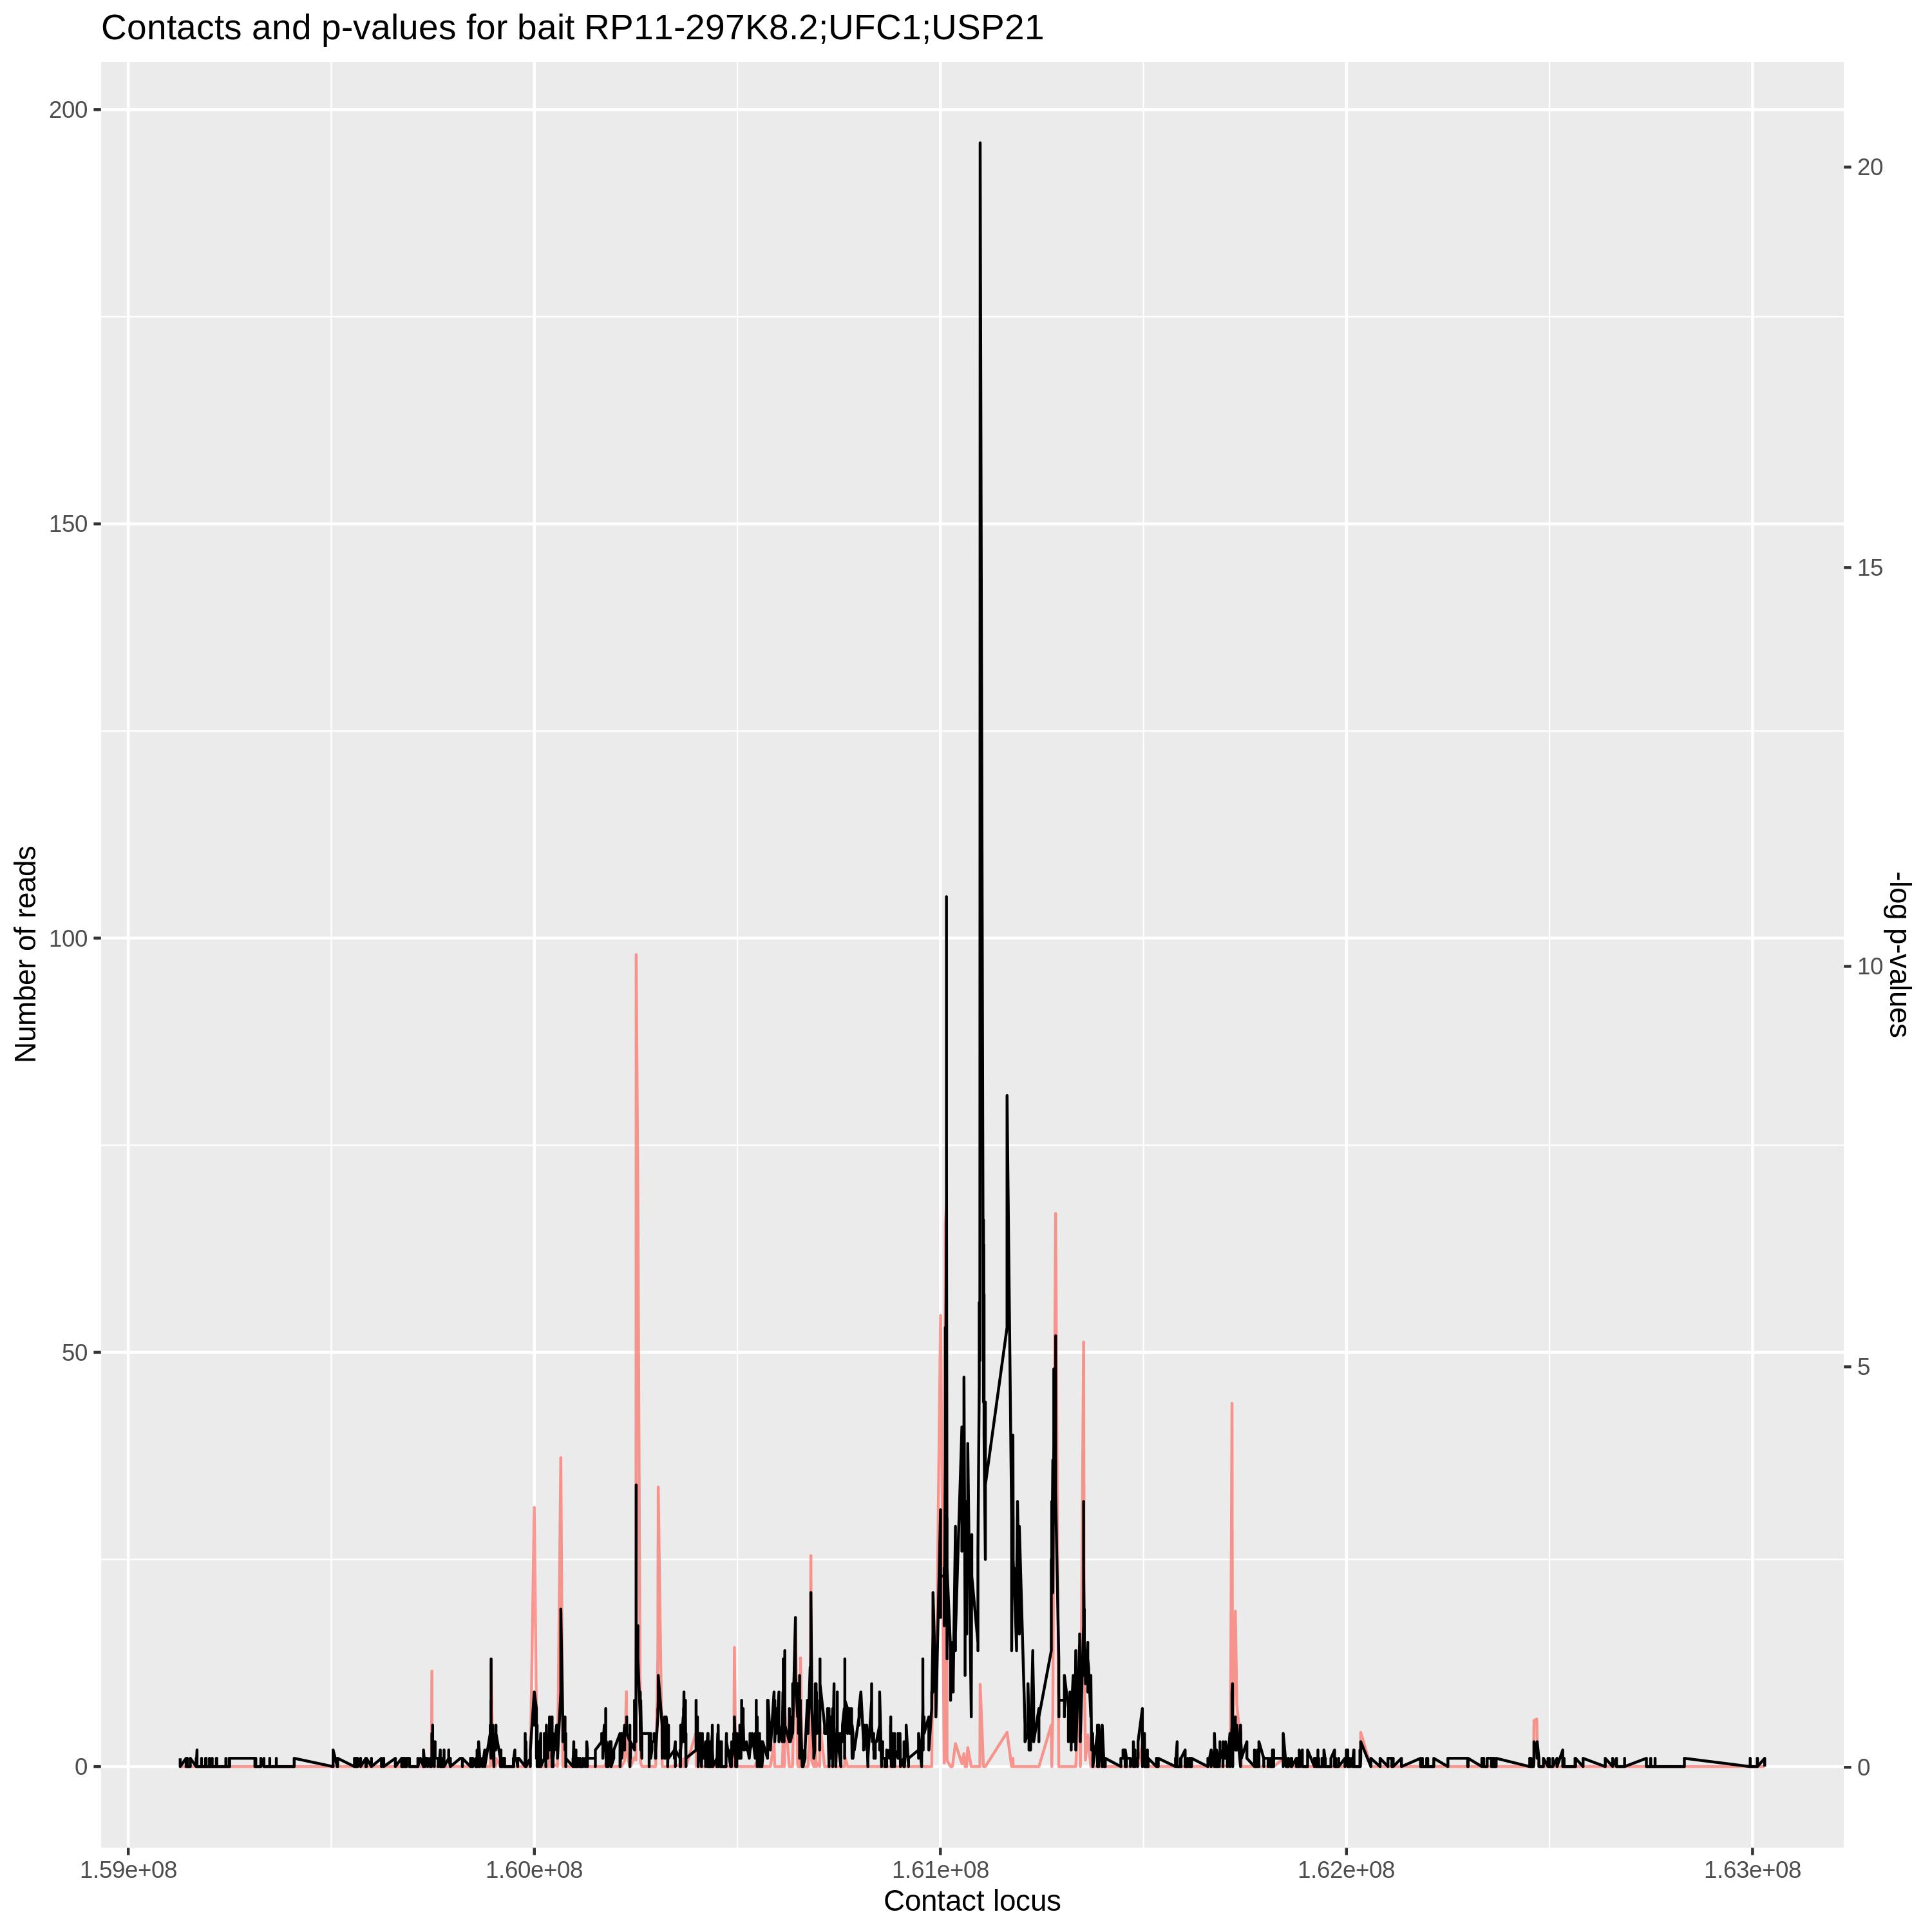 Contacts and p-values for bait RP11-297K8.2;UFC1;USP21
200
150
100
50
0
Number of reads
20
15
10
5
0
-log p-values
1.59e+08
1.60e+08
1.61e+08
1.62e+08
1.63e+08
Contact locus